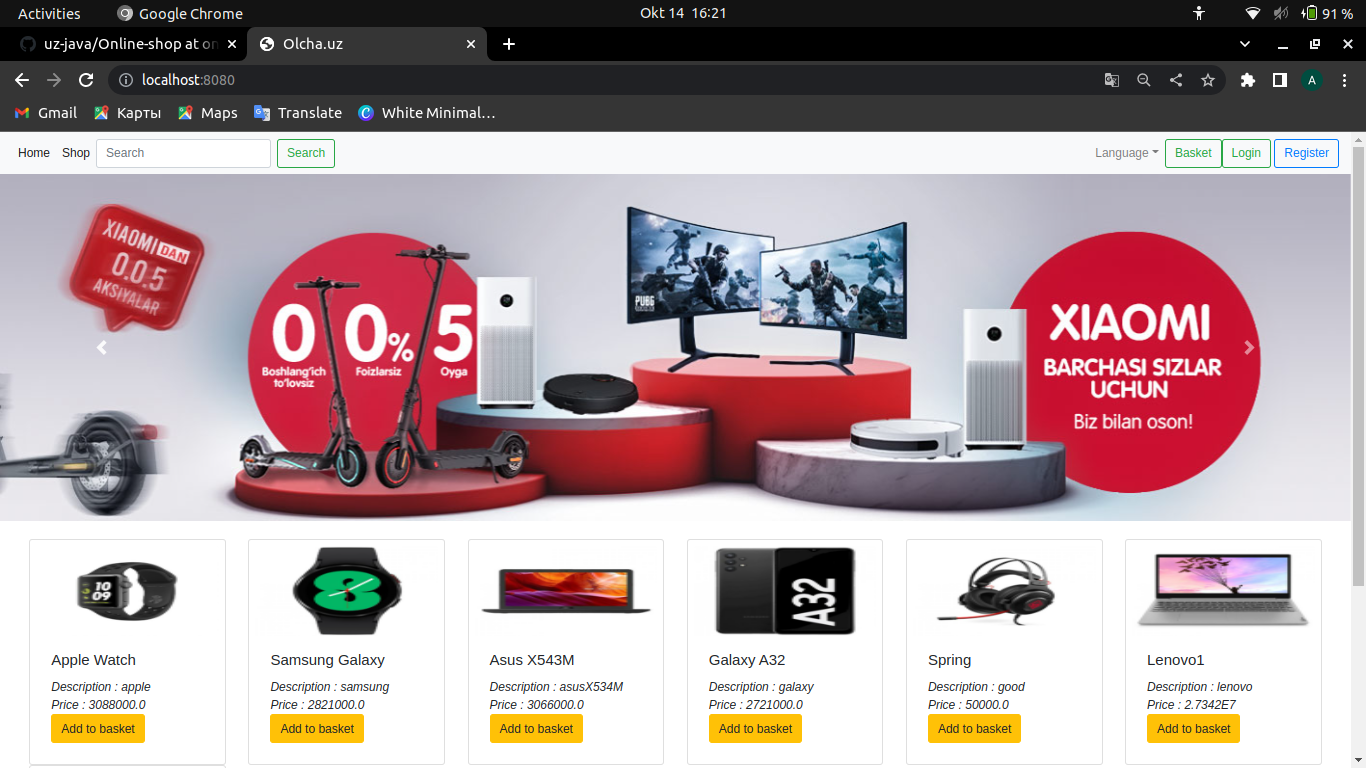 Activities
Google Chrome
Okt 14 16:21
91 %
uz-java/Online-shop at on
Olcha.uz
localhost:8080
A
Gmail
Карты
Maps
Translate
White Minimal…
Home
Shop
Search
Search
Language
Basket
Login
Register
XIAOMI DAN
0.0.5
AKSIYALAR
0 0% 5
Boshlang'ich to'lovsiz
Foizlarsiz
Oyga
PUBG
XIAOMI
BARCHASI SIZLAR
UCHUN
Biz bilan oson!
10
09
A32
Apple Watch
Description : apple
Price : 3088000.0
Add to basket
Samsung Galaxy
Description : samsung
Price : 2821000.0
Add to basket
Asus X543M
Description : asusX534M
Price : 3066000.0
Add to basket
Galaxy A32
Description : galaxy
Price : 2721000.0
Add to basket
Spring
Description : good
Price : 50000.0
Add to basket
Lenovo1
Description : lenovo
Price : 2.7342E7
Add to basket